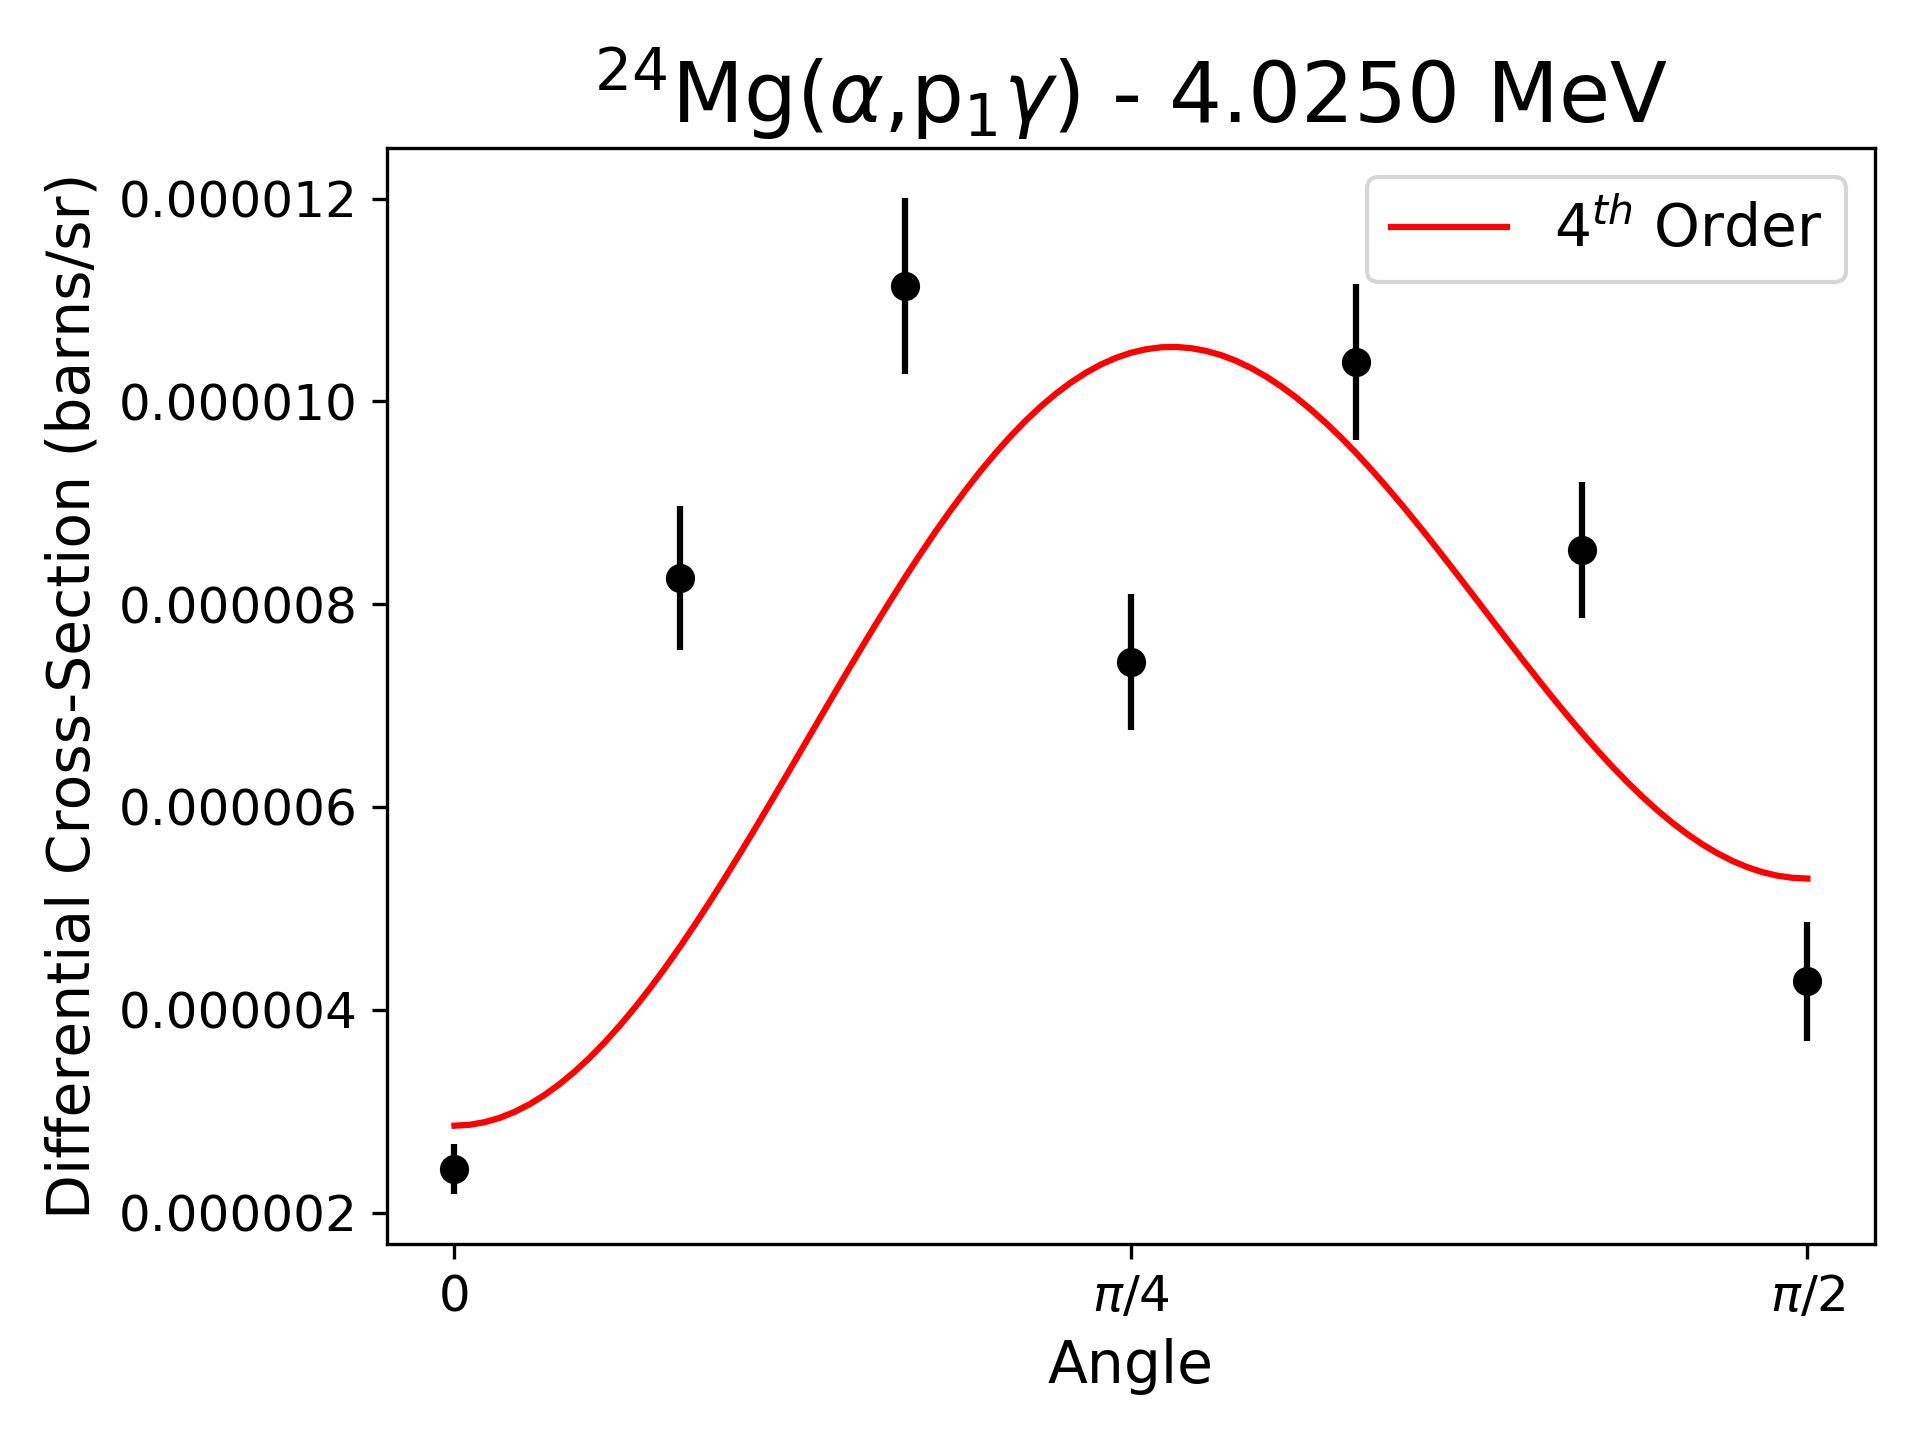 ²⁴Mg(α,p₁γ) - 4.0250 MeV
4ᵗʰ Order
Differential Cross-Section (barns/sr)
0.000012
0.000010
0.000008
0.000006
0.000004
0.000002
0
π/4
π/2
Angle